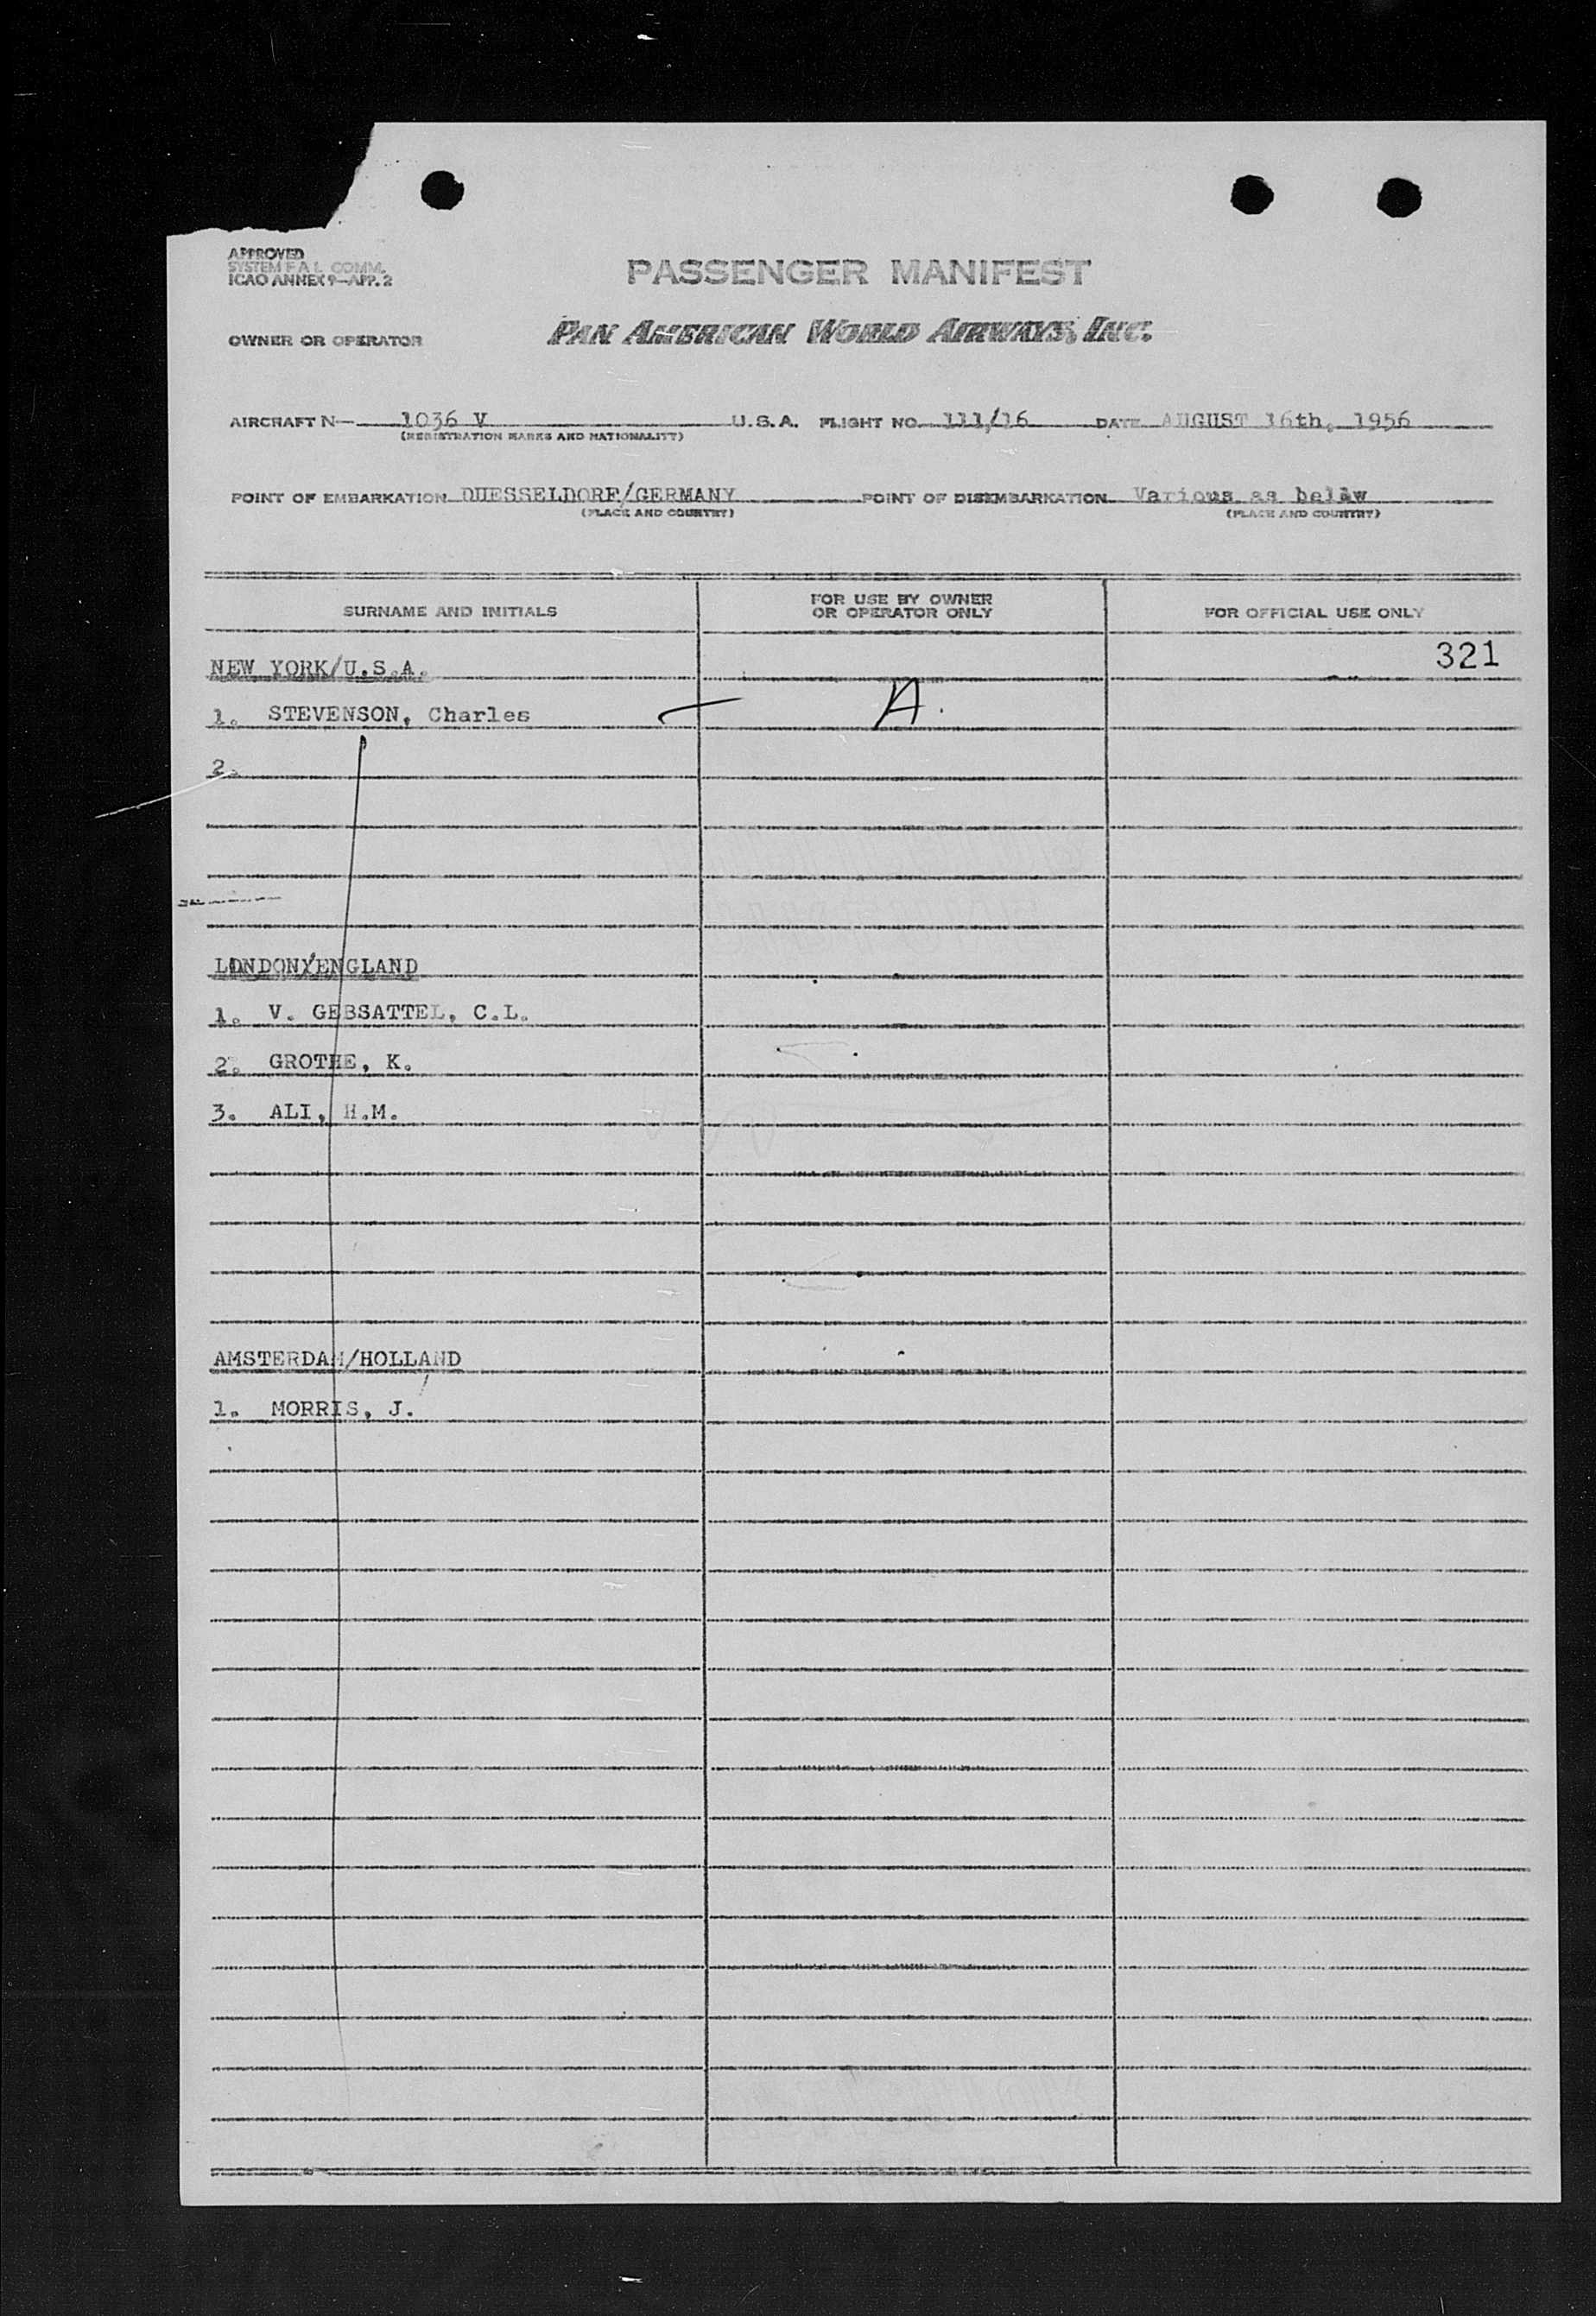 APPROVED
SYSTEM F A L COMM.
ICAO ANNEX 9—APP. 2
PASSENGER MANIFEST
OWNER OR OPERATOR PAN AMERICAN WORLD AIRWAYS, INC.
AIRCRAFT N— 1036 V U. S. A. FLIGHT NO. 111/16 DATE AUGUST 16th, 1956
(REGISTRATION MARKS AND NATIONALITY)
POINT OF EMBARKATION DUESSELDORF/GERMANY POINT OF DISEMBARKATION Various as below
(PLACE AND COUNTRY) (PLACE AND COUNTRY)
SURNAME AND INITIALS FOR USE BY OWNER OR OPERATOR ONLY FOR OFFICIAL USE ONLY
321
NEW YORK/U.S.A.
1. STEVENSON, Charles A.
2.
LONDON/ENGLAND
1. V. GEBSATTEL, C.L.
2. GROTHE, K.
3. ALI, H.M.
AMSTERDAM/HOLLAND
1. MORRIS, J.